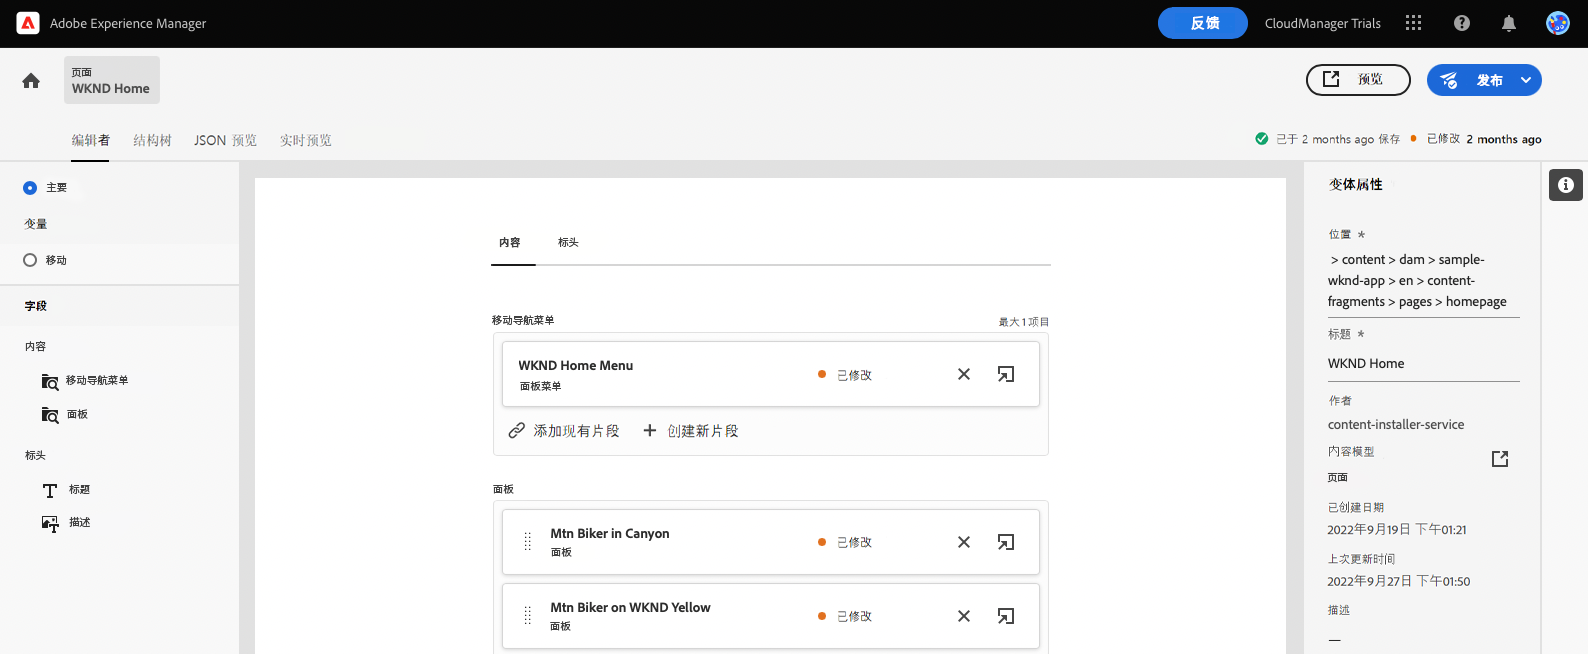 Adobe Experience Manager
反馈
CloudManager Trials
页面
WKND Home
预览
发布
编辑者
结构树
JSON 预览
实时预览
已于 2 months ago 保存
已修改 2 months ago
主要
变量
移动
字段
内容
移动导航菜单
面板
标头
标题
描述
内容
标头
移动导航菜单
最大1项目
WKND Home Menu
面板菜单
已修改
添加现有片段
创建新片段
面板
Mtn Biker in Canyon
面板
已修改
Mtn Biker on WKND Yellow
面板
已修改
变体属性
位置 *
> content > dam > sample-
wknd-app > en > content-
fragments > pages > homepage
标题 *
WKND Home
作者
content-installer-service
内容模型
页面
已创建日期
2022年9月19日 下午01:21
上次更新时间
2022年9月27日 下午01:50
描述
—